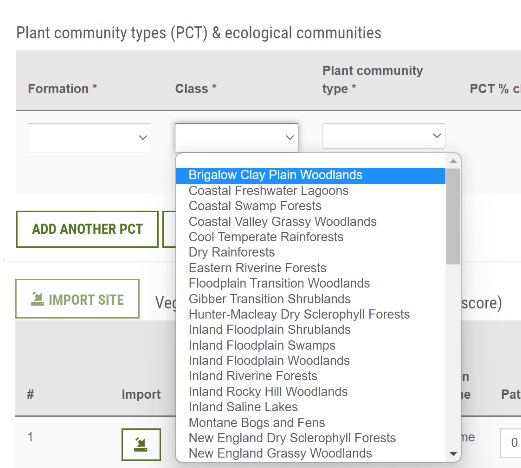 Plant community types (PCT) & ecological communities
Formation *
Class *
Plant community
type *
PCT % c
Brigalow Clay Plain Woodlands
Coastal Freshwater Lagoons
Coastal Swamp Forests
Coastal Valley Grassy Woodlands
Cool Temperate Rainforests
Dry Rainforests
Eastern Riverine Forests
Floodplain Transition Woodlands
Gibber Transition Shrublands
Hunter-Macleay Dry Sclerophyll Forests
Inland Floodplain Shrublands
Inland Floodplain Swamps
Inland Floodplain Woodlands
Inland Riverine Forests
Inland Rocky Hill Woodlands
Inland Saline Lakes
Montane Bogs and Fens
New England Dry Sclerophyll Forests
New England Grassy Woodlands
ADD ANOTHER PCT
IMPORT SITE
Veg
score)
#
Import
n
e
Pat
1
me
0